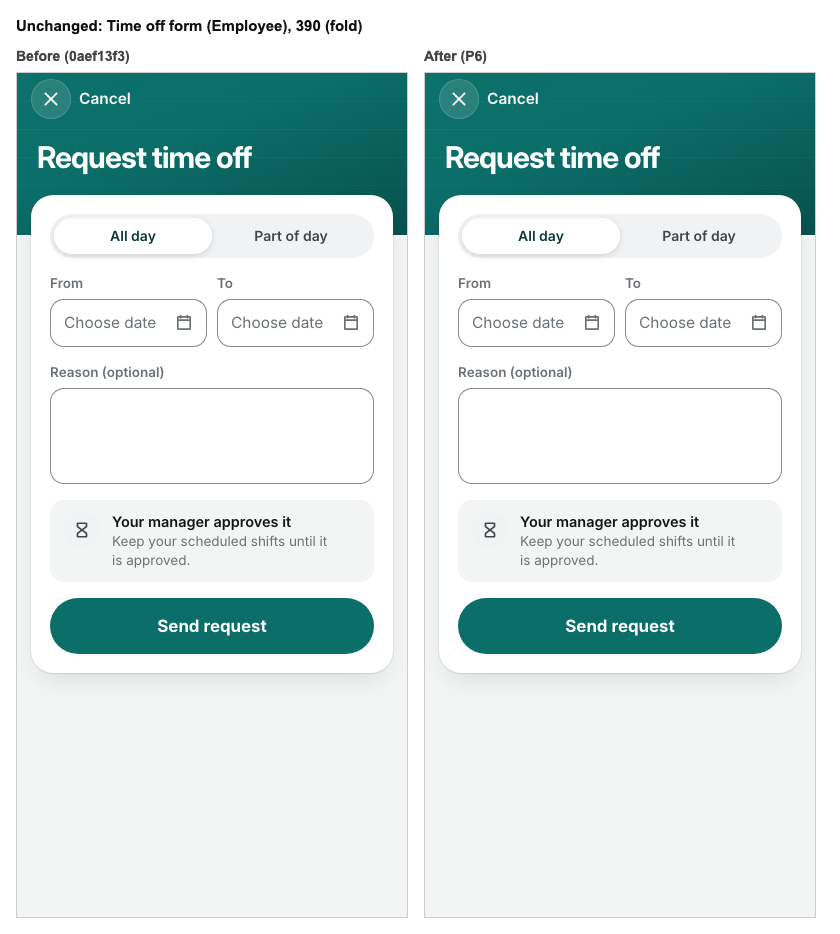 Unchanged: Time off form (Employee), 390 (fold)
Before (0aef13f3)
Cancel
Request time off
All day
Part of day
From
To
Choose date
Choose date
Reason (optional)
Your manager approves it
Keep your scheduled shifts until it
is approved.
Send request
After (P6)
Cancel
Request time off
All day
Part of day
From
To
Choose date
Choose date
Reason (optional)
Your manager approves it
Keep your scheduled shifts until it
is approved.
Send request